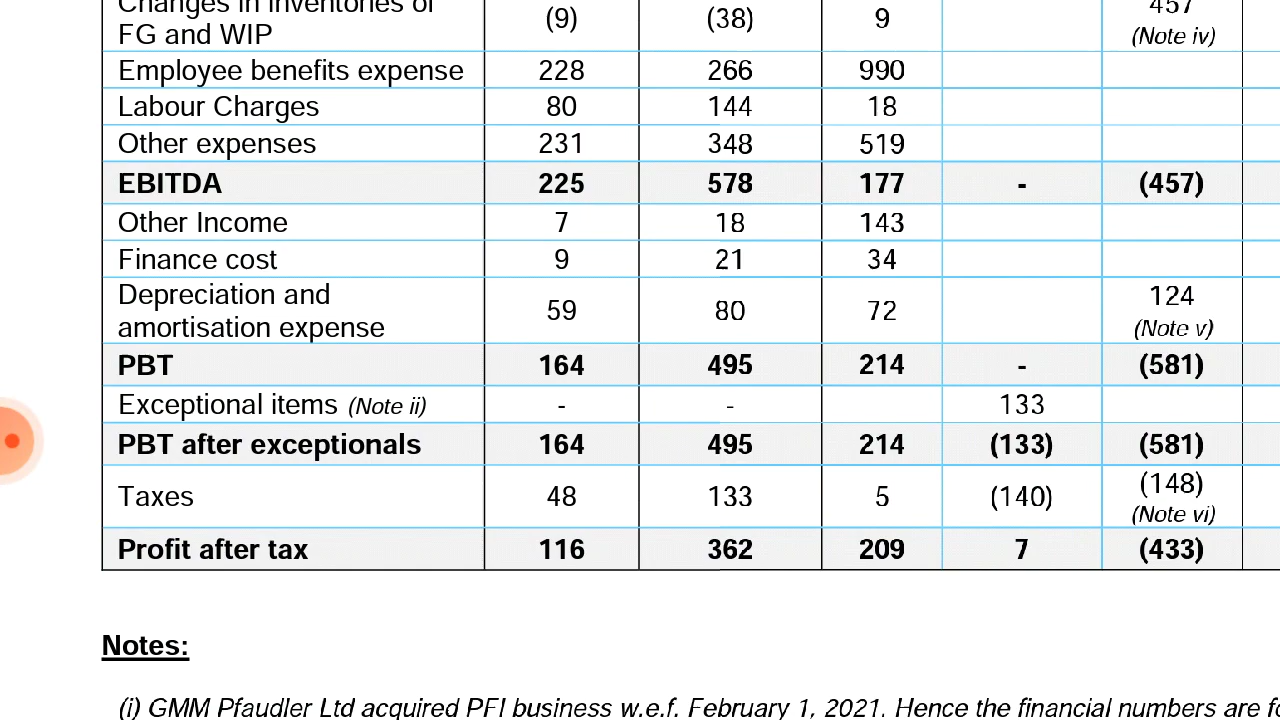 Changes in inventories of
FG and WIP (9) (38) 9 457 (Note iv)
Employee benefits expense 228 266 990
Labour Charges 80 144 18
Other expenses 231 348 519
EBITDA 225 578 177 - (457)
Other Income 7 18 143
Finance cost 9 21 34
Depreciation and
amortisation expense 59 80 72 124 (Note v)
PBT 164 495 214 - (581)
Exceptional items (Note ii) - - 133
PBT after exceptionals 164 495 214 (133) (581)
Taxes 48 133 5 (140) (148) (Note vi)
Profit after tax 116 362 209 7 (433)
Notes:
(i) GMM Pfaudler Ltd acquired PFI business w.e.f. February 1, 2021. Hence the financial numbers are